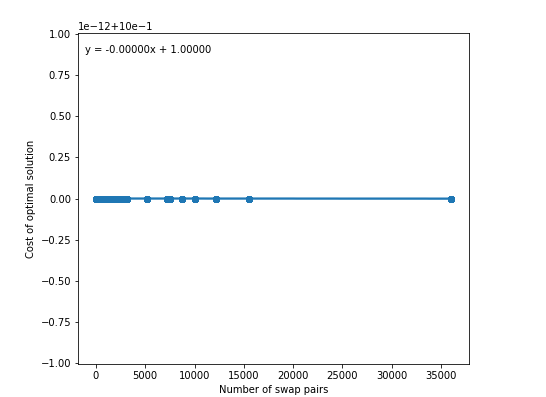 1e−12+10e−1
1.00
y = -0.00000x + 1.00000
0.75
0.50
0.25
0.00
−0.25
−0.50
−0.75
−1.00
Cost of optimal solution
0 5000 10000 15000 20000 25000 30000 35000
Number of swap pairs